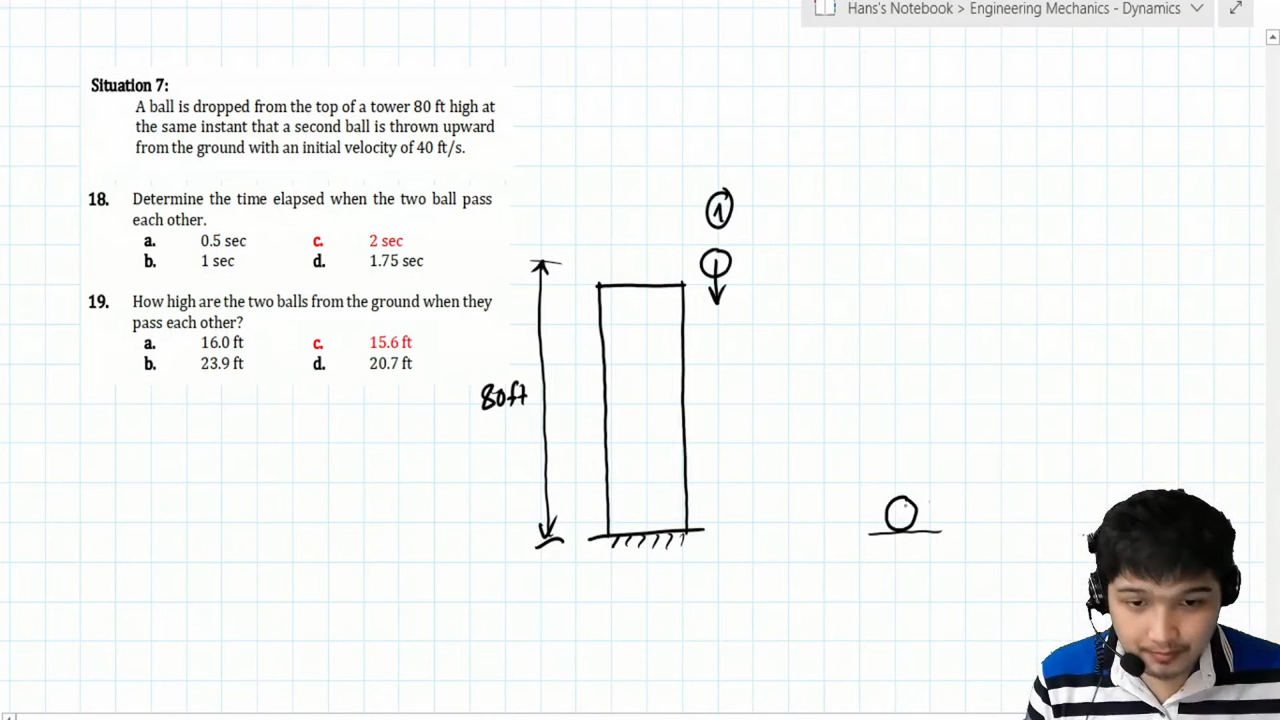 Hans's Notebook > Engineering Mechanics - Dynamics
Situation 7:
A ball is dropped from the top of a tower 80 ft high at
the same instant that a second ball is thrown upward
from the ground with an initial velocity of 40 ft/s.
18. Determine the time elapsed when the two ball pass
each other.
a. 0.5 sec c. 2 sec
b. 1 sec d. 1.75 sec
19. How high are the two balls from the ground when they
pass each other?
a. 16.0 ft c. 15.6 ft
b. 23.9 ft d. 20.7 ft
1
80ft